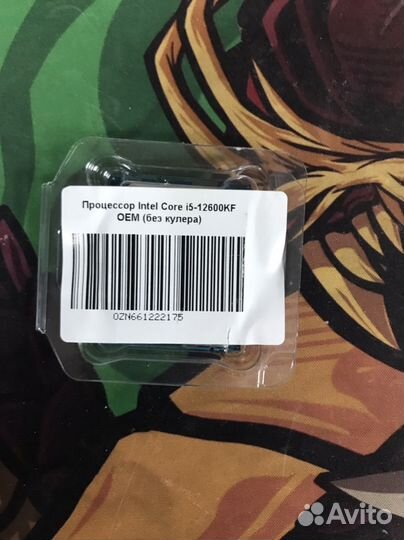 Процессор Intel Core i5-12600KF
OEM (без кулера)
OZN661222175
Avito